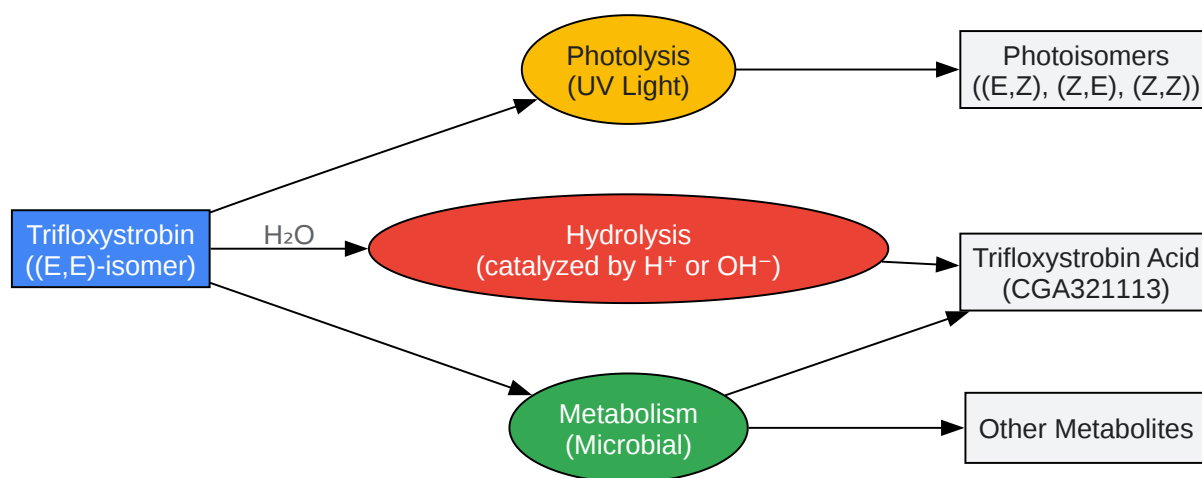 Photolysis
(UV Light)
Photoisomers
((E,Z), (Z,E), (Z,Z))
Trifloxystrobin
((E,E)-isomer)
H₂O
Hydrolysis
(catalyzed by H⁺ or OH⁻)
Trifloxystrobin Acid
(CGA321113)
Metabolism
(Microbial)
Other Metabolites